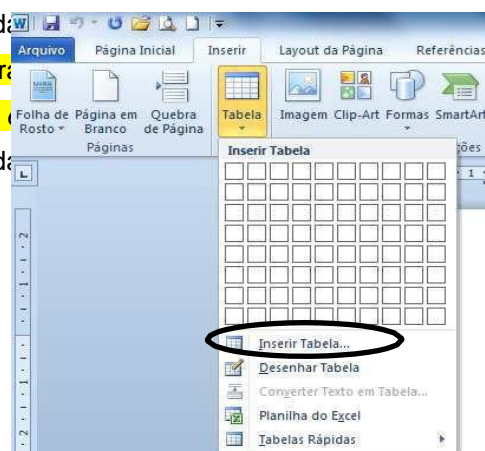 Arquivo Página Inicial Inserir Layout da Página Referências
Folha de Rosto
Página em Branco
Quebra de Página
Tabela
Imagem
Clip-Art
Formas
SmartArt
Páginas
Inserir Tabela
Inserir Tabela...
Desenhar Tabela
Converter Texto em Tabela...
Planilha do Excel
Tabelas Rápidas